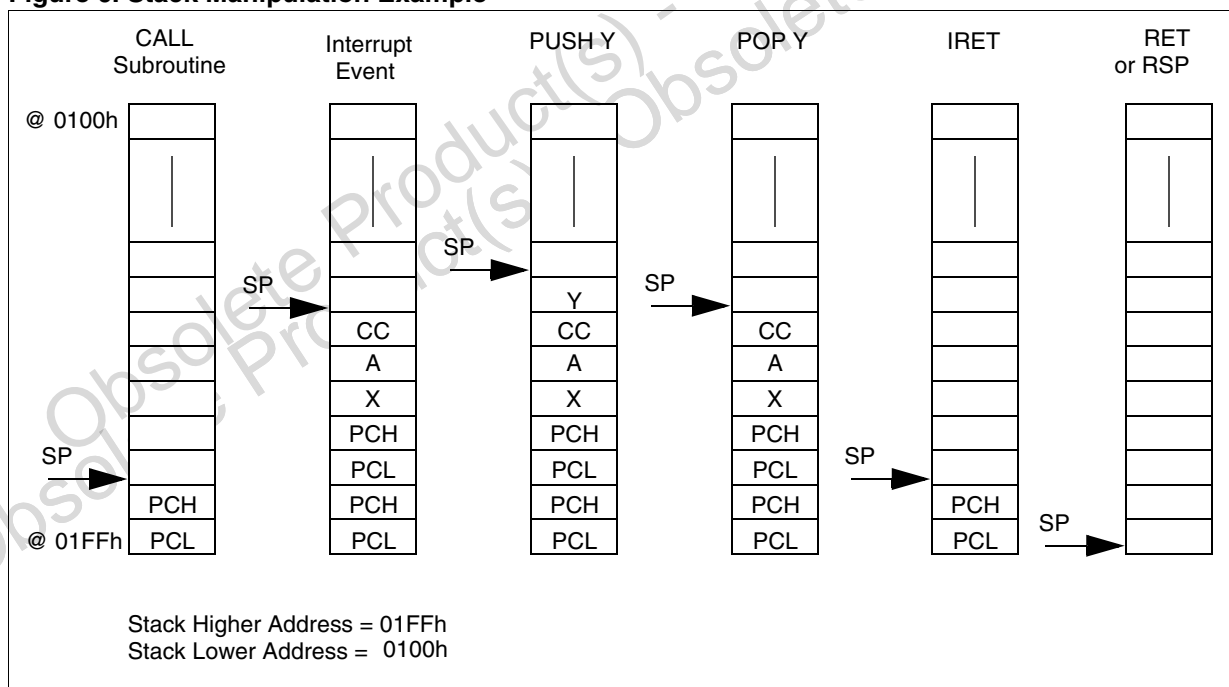 Figure 8. Stack Manipulation Example
CALL Subroutine
Interrupt Event
PUSH Y
POP Y
IRET
RET or RSP
@ 0100h
SP
PCH
@ 01FFh PCL
SP
CC
A
X
PCH
PCL
PCH
PCL
SP
Y
CC
A
X
PCH
PCL
PCH
PCL
SP
CC
A
X
PCH
PCL
PCH
PCL
SP
PCH
PCL
SP
Stack Higher Address = 01FFh
Stack Lower Address = 0100h
Obsolete Product(s) - Obsolete
Obsolete Product(s)